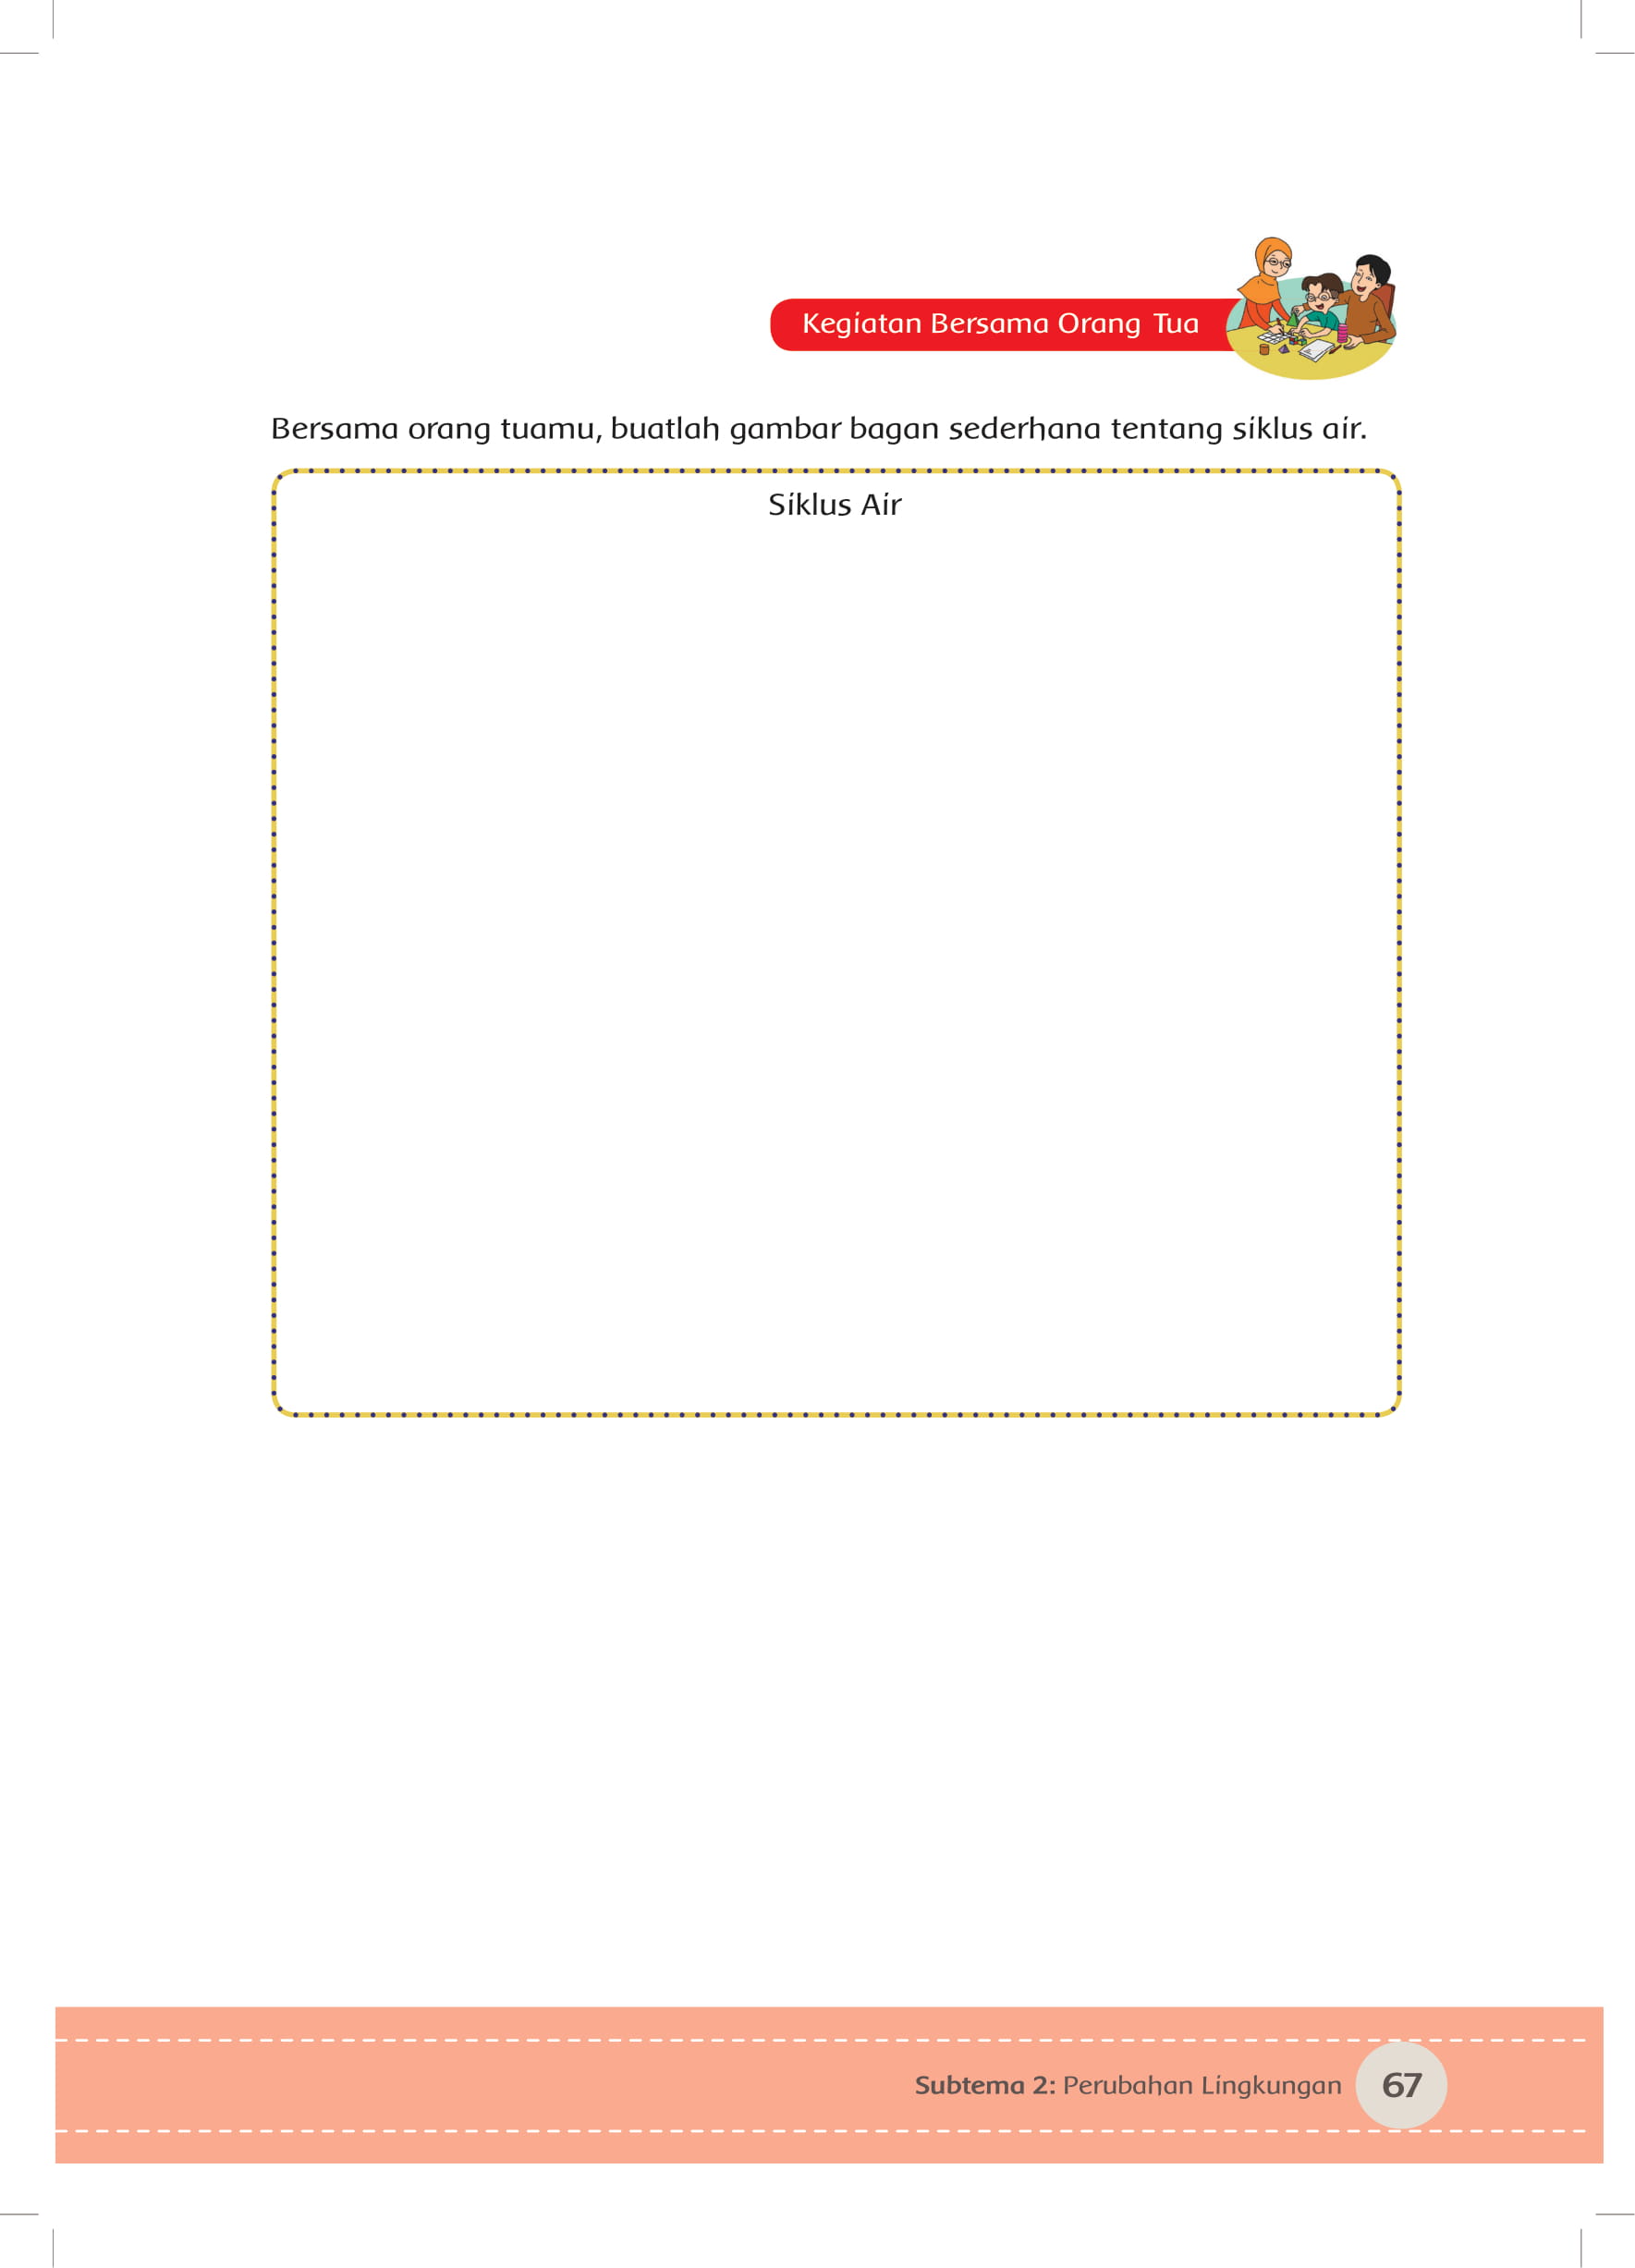 Kegiatan Bersama Orang Tua
Bersama orang tuamu, buatlah gambar bagan sederhana tentang siklus air.
Siklus Air
Subtema 2: Perubahan Lingkungan 67